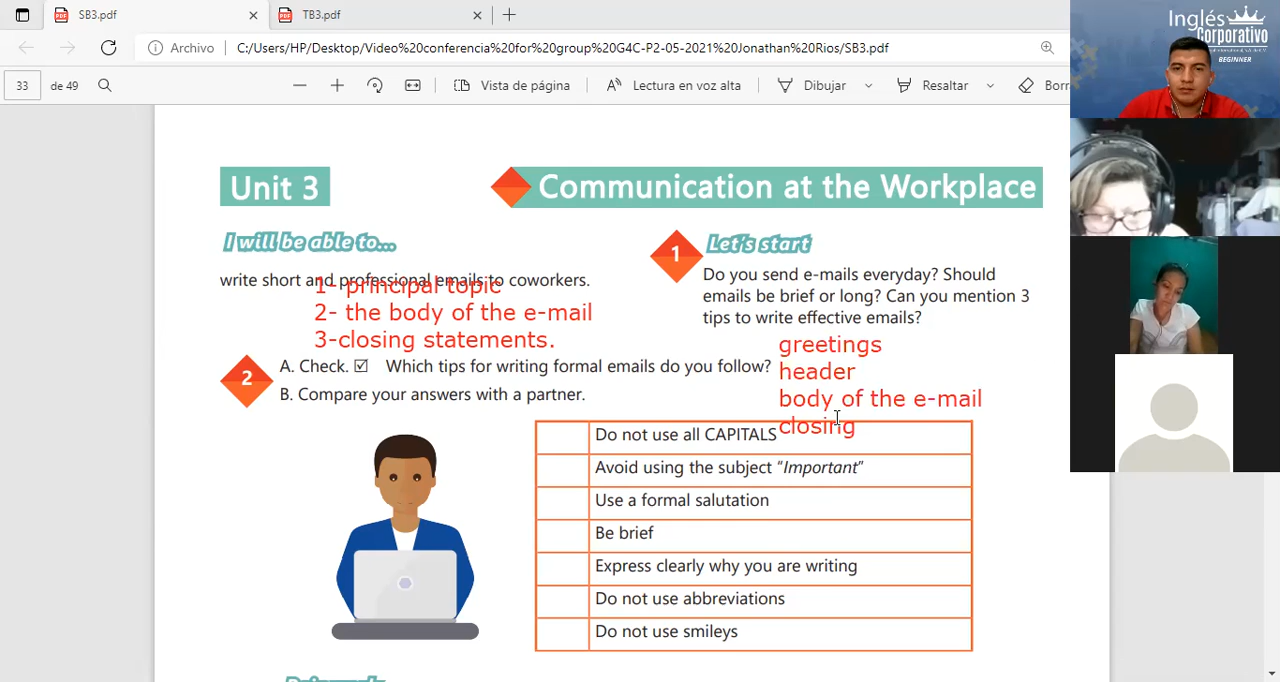 SB3.pdf
TB3.pdf
Archivo
C:/Users/HP/Desktop/Video%20conferencia%20for%20group%20G4C-P2-05-2021%20Jonathan%20Rios/SB3.pdf
33 de 49
Vista de página
Lectura en voz alta
Dibujar
Resaltar
Borr
Inglés
Corporativo
BEGINNER
Unit 3
Communication at the Workplace
I will be able to...
write short and professional emails to coworkers.
1- principal topic
2- the body of the e-mail
3-closing statements.
1
Let's start
Do you send e-mails everyday? Should
emails be brief or long? Can you mention 3
tips to write effective emails?
greetings
header
body of the e-mail
closing
2
A. Check. ☑ Which tips for writing formal emails do you follow?
B. Compare your answers with a partner.
Do not use all CAPITALS
Avoid using the subject “Important”
Use a formal salutation
Be brief
Express clearly why you are writing
Do not use abbreviations
Do not use smileys